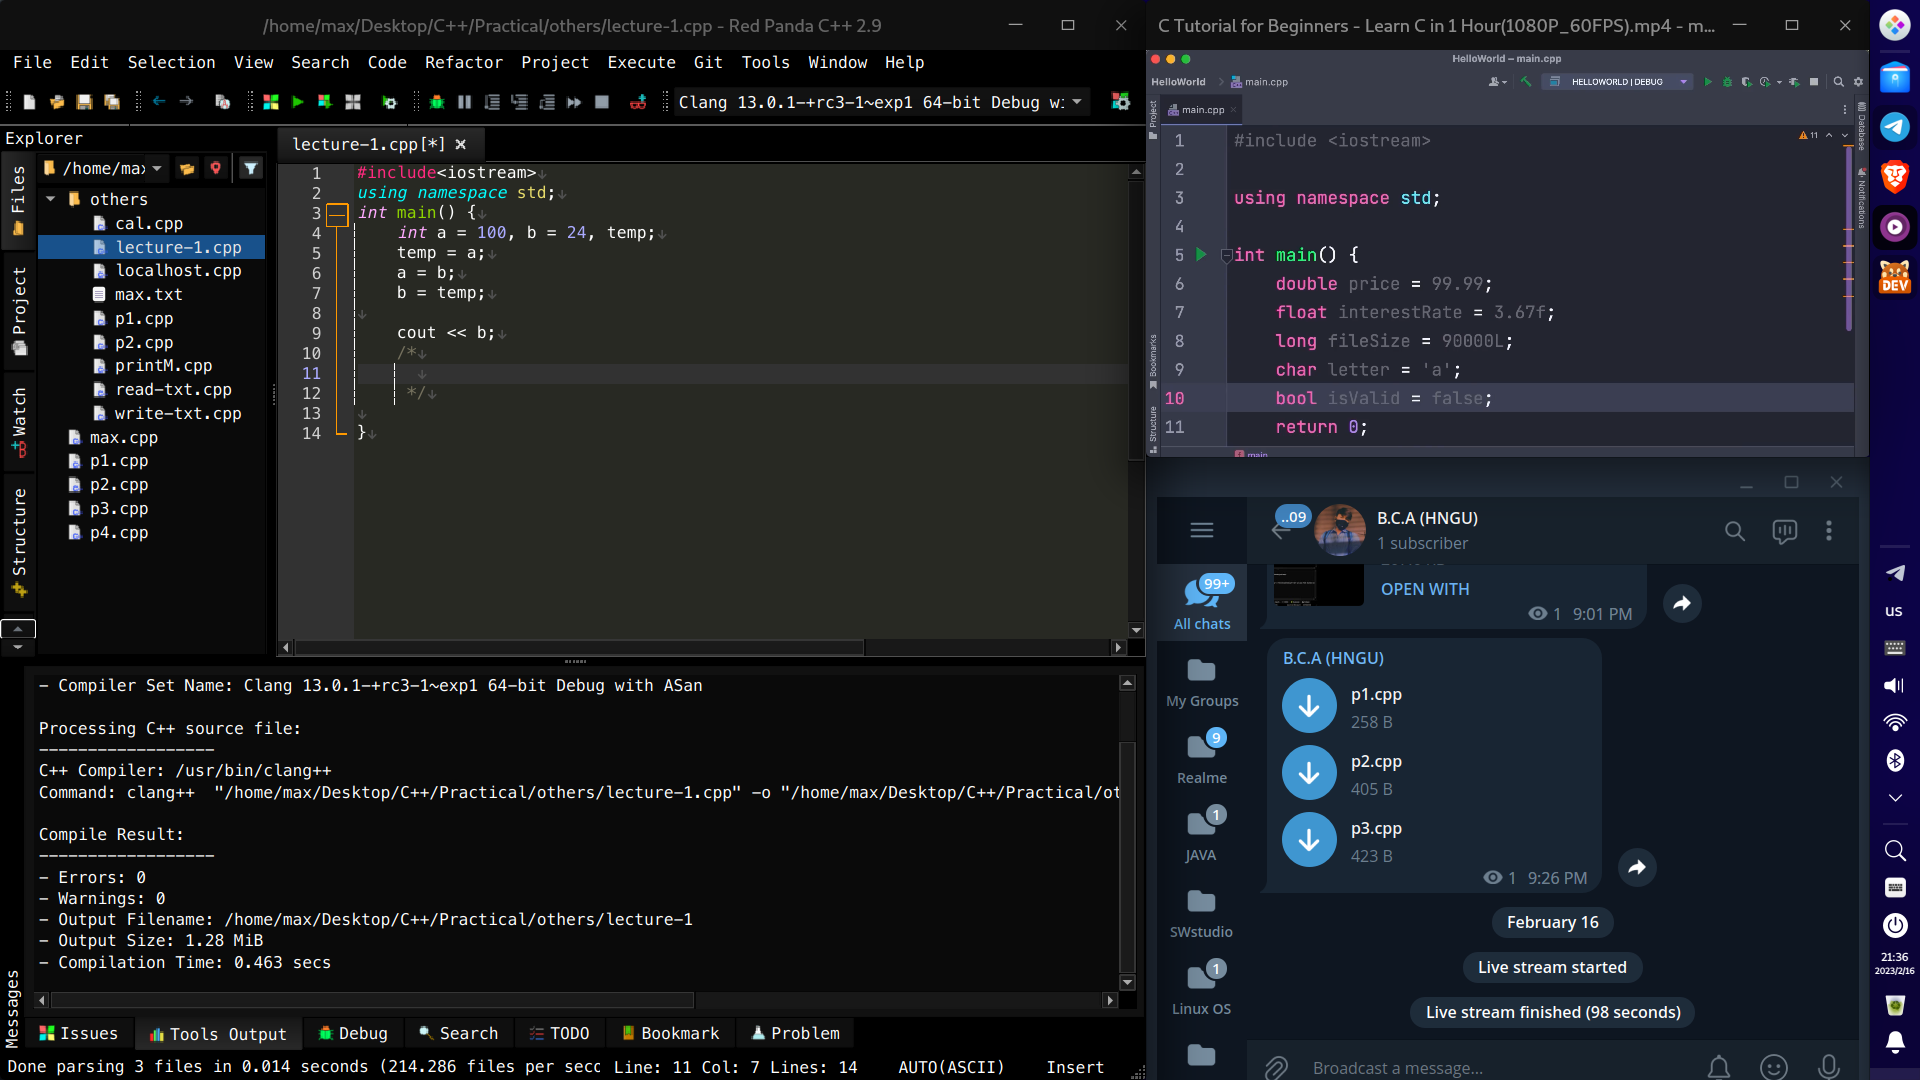 /home/max/Desktop/C++/Practical/others/lecture-1.cpp - Red Panda C++ 2.9
File Edit Selection View Search Code Refactor Project Execute Git Tools Window Help
Clang 13.0.1-+rc3-1~exp1 64-bit Debug w:
Explorer
/home/max
Files
Project
Watch
Structure
others
cal.cpp
lecture-1.cpp
localhost.cpp
max.txt
p1.cpp
p2.cpp
printM.cpp
read-txt.cpp
write-txt.cpp
max.cpp
p1.cpp
p2.cpp
p3.cpp
p4.cpp
lecture-1.cpp[*]
1 #include<iostream>
2 using namespace std;
3 int main() {
4 int a = 100, b = 24, temp;
5 temp = a;
6 a = b;
7 b = temp;
8
9 cout << b;
10 /*
11
12 */
13
14 }
- Compiler Set Name: Clang 13.0.1-+rc3-1~exp1 64-bit Debug with ASan
Processing C++ source file:
------------------
C++ Compiler: /usr/bin/clang++
Command: clang++ "/home/max/Desktop/C++/Practical/others/lecture-1.cpp" -o "/home/max/Desktop/C++/Practical/ot
Compile Result:
------------------
- Errors: 0
- Warnings: 0
- Output Filename: /home/max/Desktop/C++/Practical/others/lecture-1
- Output Size: 1.28 MiB
- Compilation Time: 0.463 secs
Messages
Issues Tools Output Debug Search TODO Bookmark Problem
Done parsing 3 files in 0.014 seconds (214.286 files per secc Line: 11 Col: 7 Lines: 14 AUTO(ASCII) Insert
C Tutorial for Beginners - Learn C in 1 Hour(1080P_60FPS).mp4 - m...
HelloWorld – main.cpp
HelloWorld main.cpp
HELLOWORLD | DEBUG
main.cpp
Project
Bookmarks
Structure
Database
Notifications
11
1 #include <iostream>
2
3 using namespace std;
4
5 int main() {
6 double price = 99.99;
7 float interestRate = 3.67f;
8 long fileSize = 90000L;
9 char letter = 'a';
10 bool isValid = false;
11 return 0;
main
..09
B.C.A (HNGU)
1 subscriber
99+
All chats
My Groups
9
Realme
1
JAVA
SWstudio
1
Linux OS
OPEN WITH
1 9:01 PM
B.C.A (HNGU)
p1.cpp
258 B
p2.cpp
405 B
p3.cpp
423 B
1 9:26 PM
February 16
Live stream started
Live stream finished (98 seconds)
Broadcast a message...
DEV
US
21:36
2023/2/16